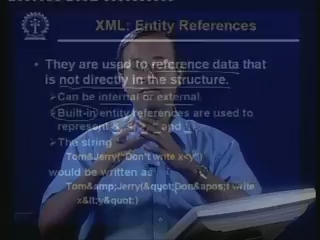 XML: Entity References
• They are used to reference data that
is not directly in the structure.
➢Can be internal or external.
➢Built-in entity references are used to
represent
and
➢The string
Tom&Jerry("Don't write x<y")
would be written as
Tom&amp;Jerry(&quot;Don&apos;t write
x&lt;y&quot;)